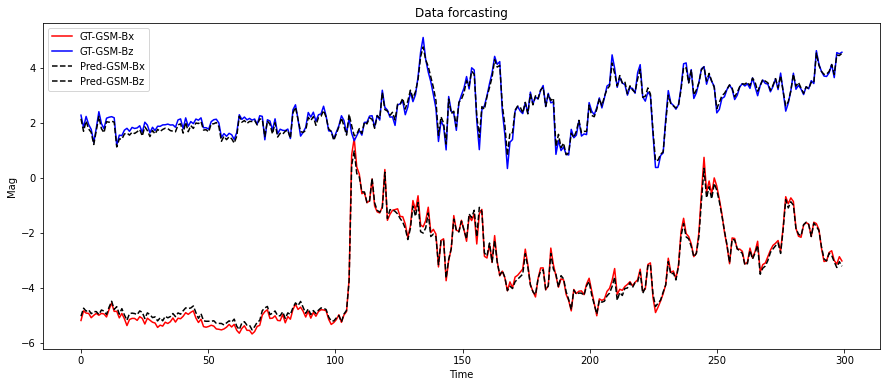 Data forcasting
GT-GSM-Bx
GT-GSM-Bz
Pred-GSM-Bx
Pred-GSM-Bz
Mag
4
2
0
−2
−4
−6
0 50 100 150 200 250 300
Time